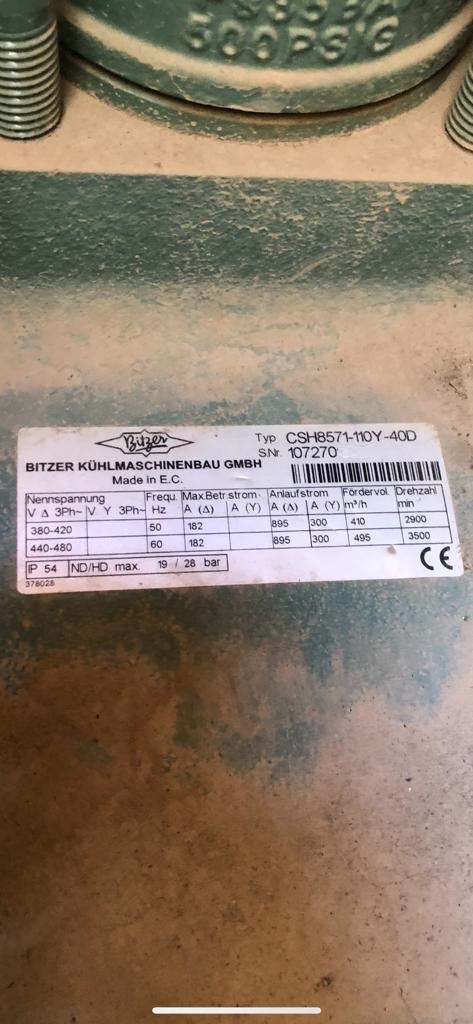 500PSIG
Bitzer
Typ CSH8571-110Y-40D
S.Nr. 107270
BITZER KÜHLMASCHINENBAU GMBH
Made in E.C.
Nennspannung Frequ. Max.Betr.strom Anlaufstrom Fördervol. Drehzahl
V Δ 3Ph~ V Y 3Ph~ Hz A (Δ) A (Y) A (Δ) A (Y) m³/h min
380-420 50 182 895 300 410 2900
440-480 60 182 895 300 495 3500
IP 54 ND/HD max. 19 / 28 bar CE
378028